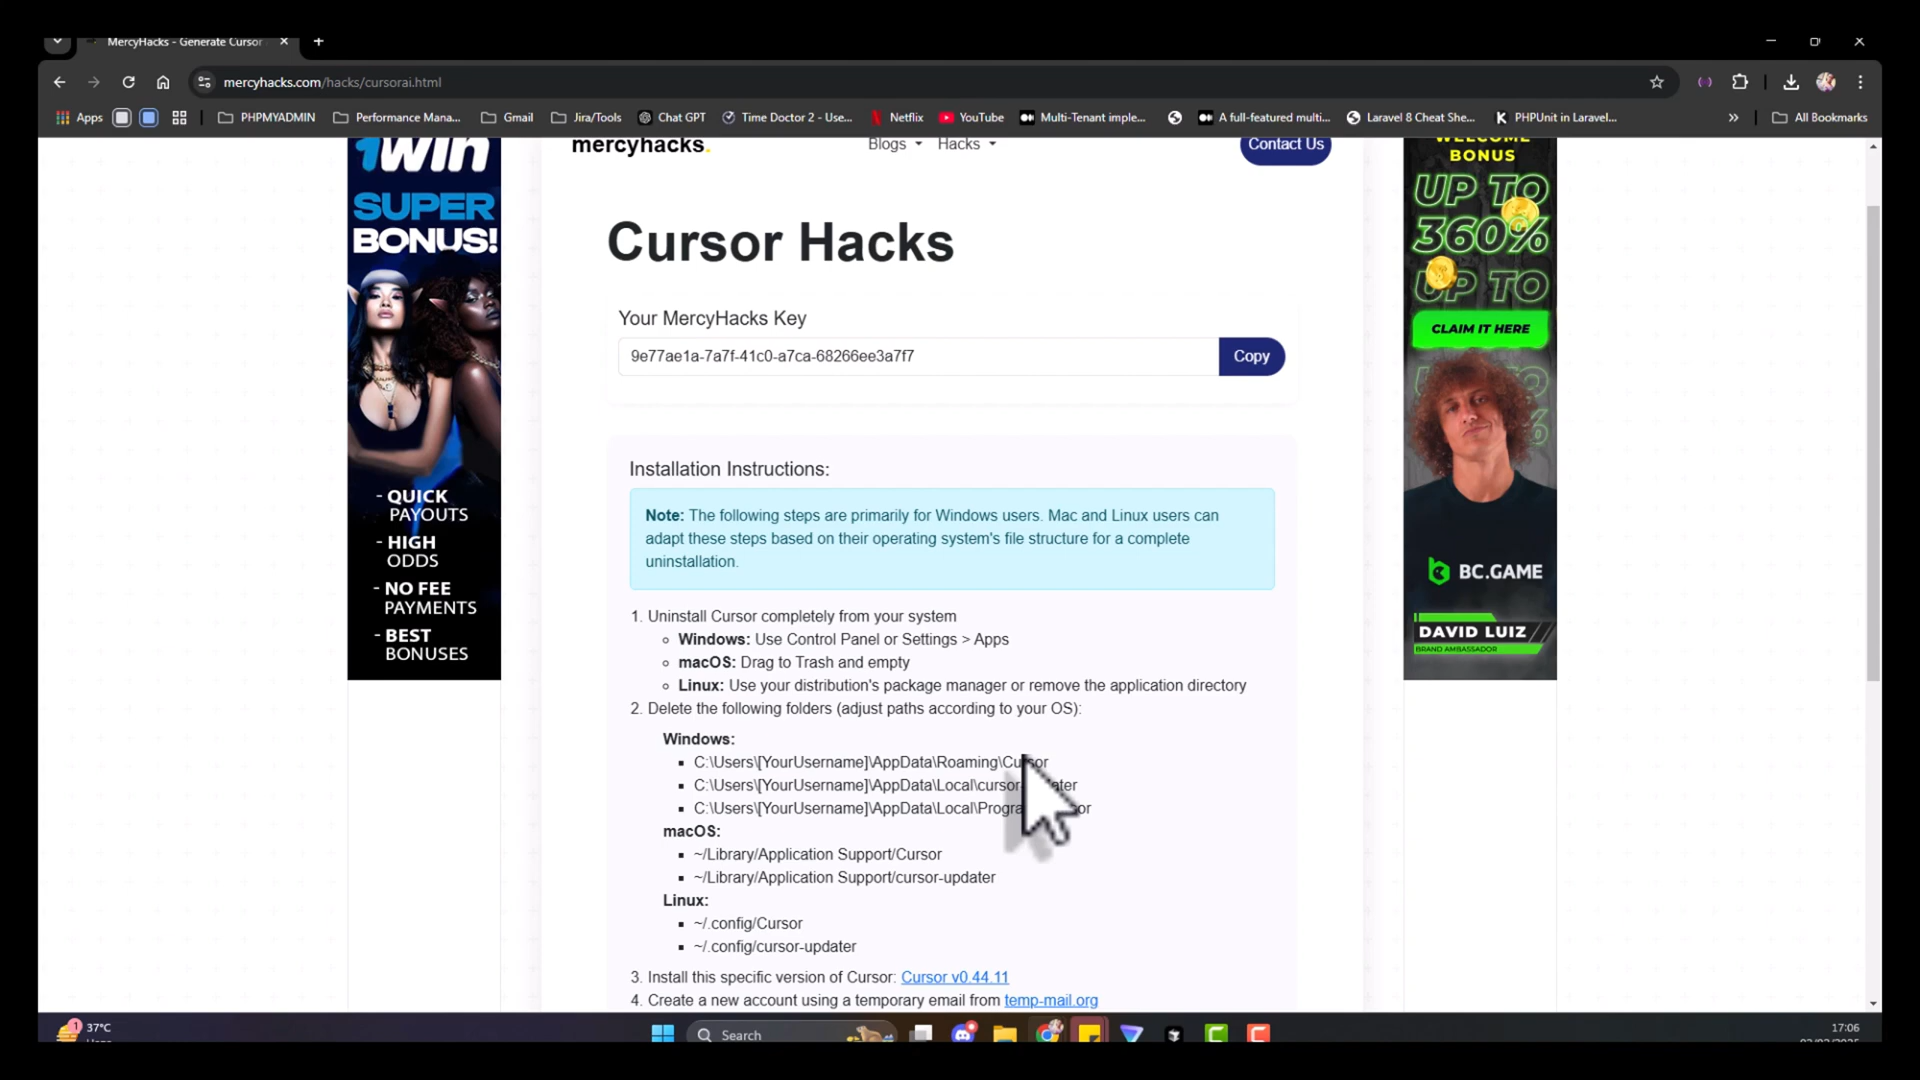 MercyHacks - Generate Cursor
mercyhacks.com/hacks/cursorai.html
Apps
PHPMYADMIN
Performance Mana...
Gmail
Jira/Tools
Chat GPT
Time Doctor 2 - Use...
Netflix
YouTube
Multi-Tenant imple...
A full-featured multi...
Laravel 8 Cheat She...
PHPUnit in Laravel...
All Bookmarks
1win
SUPER
BONUS!
- QUICK
PAYOUTS
- HIGH
ODDS
- NO FEE
PAYMENTS
- BEST
BONUSES
mercyhacks.
Blogs
Hacks
Contact Us
Cursor Hacks
Your MercyHacks Key
9e77ae1a-7a7f-41c0-a7ca-68266ee3a7f7
Copy
Installation Instructions:
Note: The following steps are primarily for Windows users. Mac and Linux users can
adapt these steps based on their operating system's file structure for a complete
uninstallation.
1. Uninstall Cursor completely from your system
Windows: Use Control Panel or Settings > Apps
macOS: Drag to Trash and empty
Linux: Use your distribution's package manager or remove the application directory
2. Delete the following folders (adjust paths according to your OS):
Windows:
C:\Users\[YourUsername]\AppData\Roaming\Cursor
C:\Users\[YourUsername]\AppData\Local\cursor-
C:\Users\[YourUsername]\AppData\Local\
macOS:
~/Library/Application Support/Cursor
~/Library/Application Support/cursor-updater
Linux:
~/.config/Cursor
~/.config/cursor-updater
3. Install this specific version of Cursor: Cursor v0.44.11
4. Create a new account using a temporary email from temp-mail.org
WELCOME
BONUS
UP TO
360%
UP TO
CLAIM IT HERE
BC.GAME
DAVID LUIZ
BRAND AMBASSADOR
1
37°C
Search
17:06